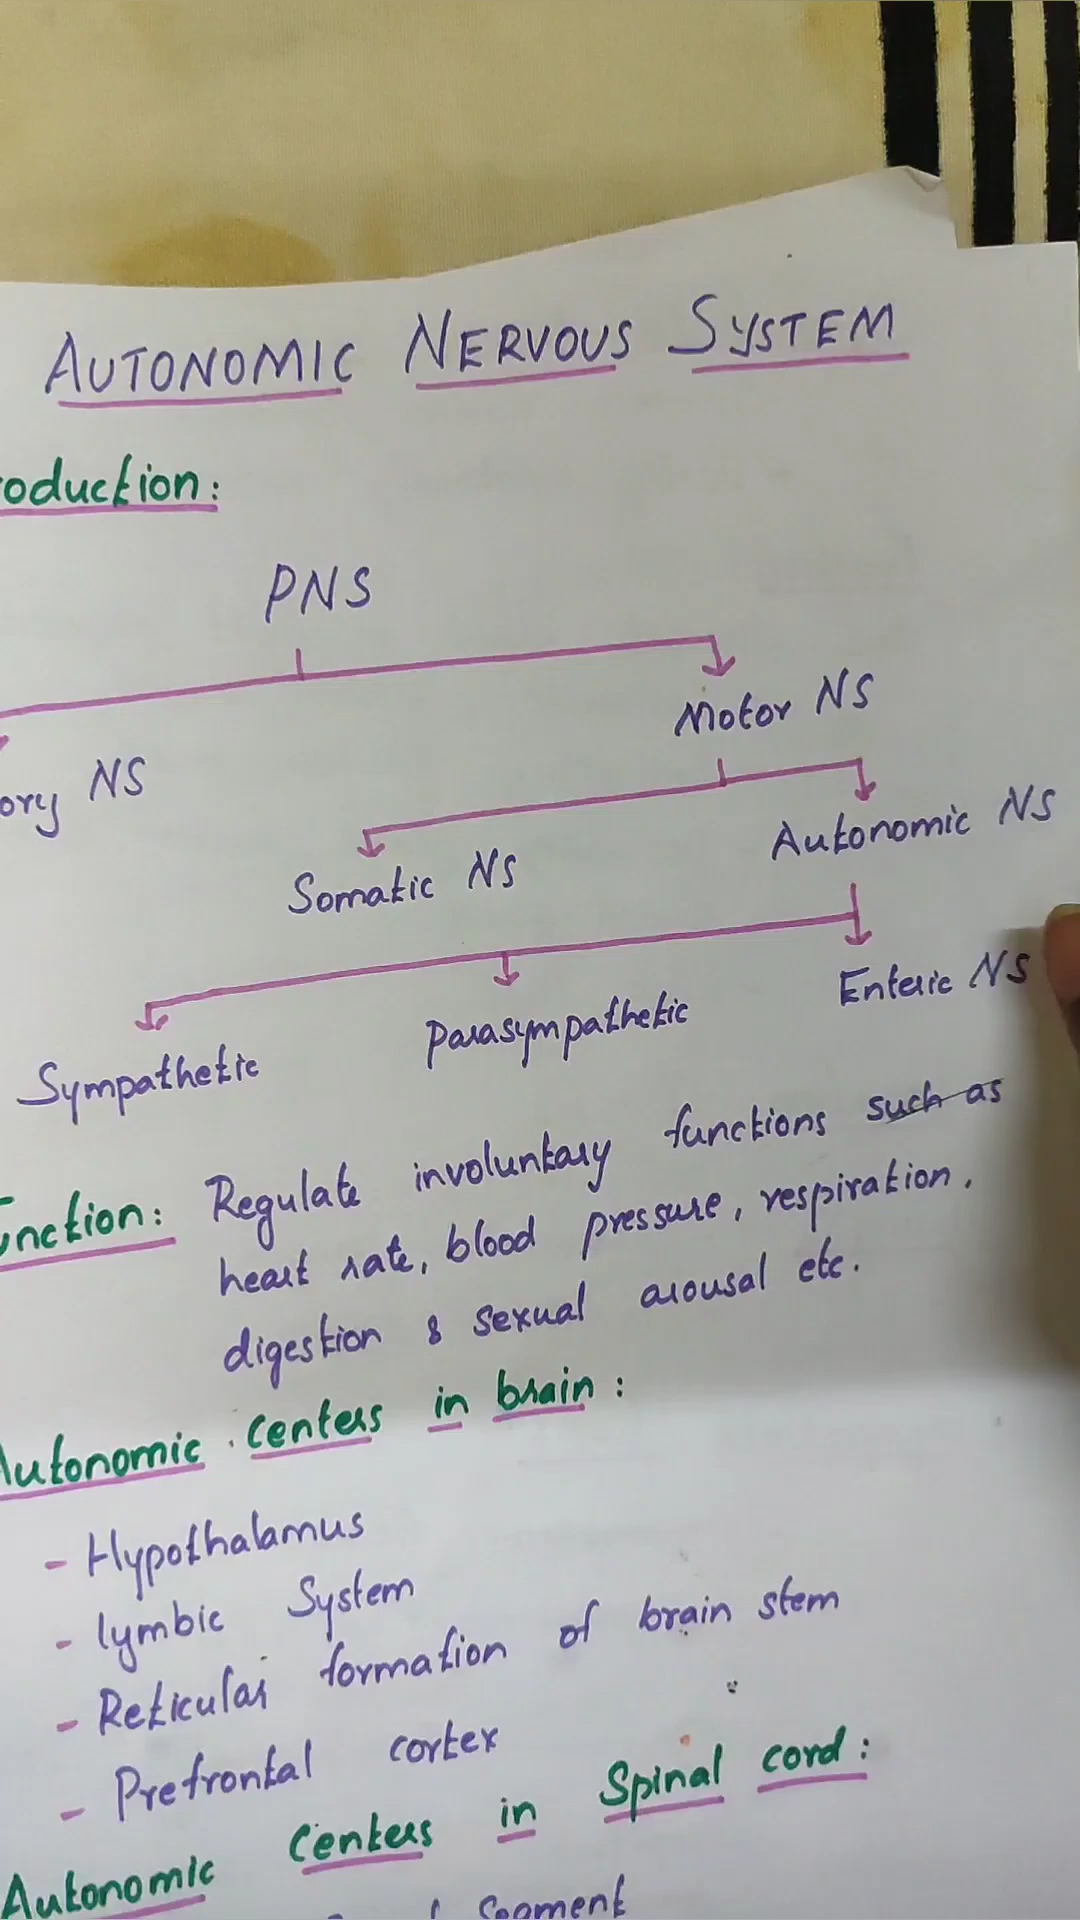 AUTONOMIC NERVOUS SYSTEM
oduction:
PNS
Motor NS
ory NS
Autonomic NS
Somatic NS
Enteric NS
Parasympathetic
Sympathetic
unction: Regulate involuntary functions such as
heart rate, blood pressure, respiration,
digestion & sexual arousal etc.
Autonomic centers in brain:
- Hypothalamus
- lymbic System
- Reticular formation of brain stem
- Prefrontal cortex
Autonomic Centers in Spinal cord:
Segment